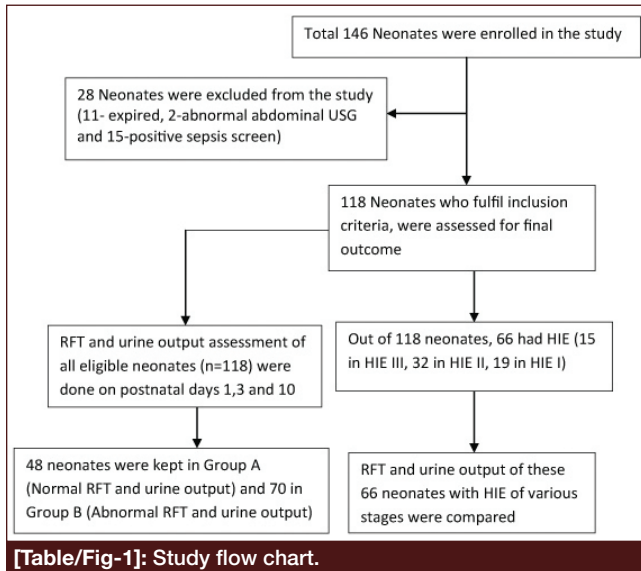 Total 146 Neonates were enrolled in the study
28 Neonates were excluded from the study
(11- expired, 2-abnormal abdominal USG
and 15-positive sepsis screen)
118 Neonates who fulfil inclusion
criteria, were assessed for final
outcome
RFT and urine output assessment of
all eligible neonates (n=118) were
done on postnatal days 1,3 and 10
Out of 118 neonates, 66 had HIE (15
in HIE III, 32 in HIE II, 19 in HIE I)
48 neonates were kept in Group A
(Normal RFT and urine output) and 70 in
Group B (Abnormal RFT and urine output)
RFT and urine output of these
66 neonates with HIE of various
stages were compared
[Table/Fig-1]: Study flow chart.